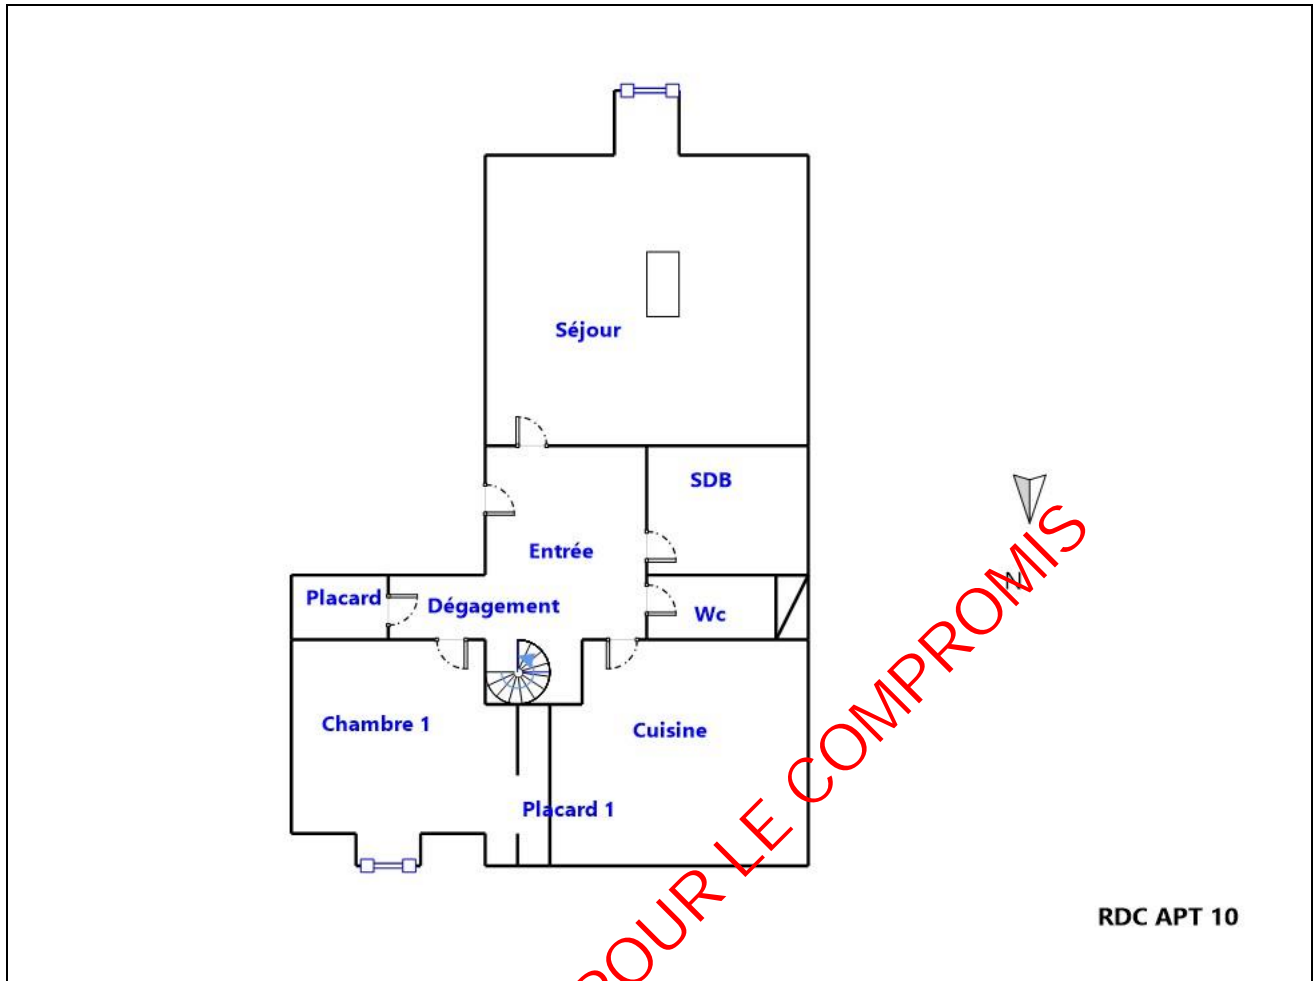 Séjour
SDB
Entrée
Placard
Dégagement
Wc
N
Chambre 1
Cuisine
Placard 1
POUR LE COMPROMIS
RDC APT 10